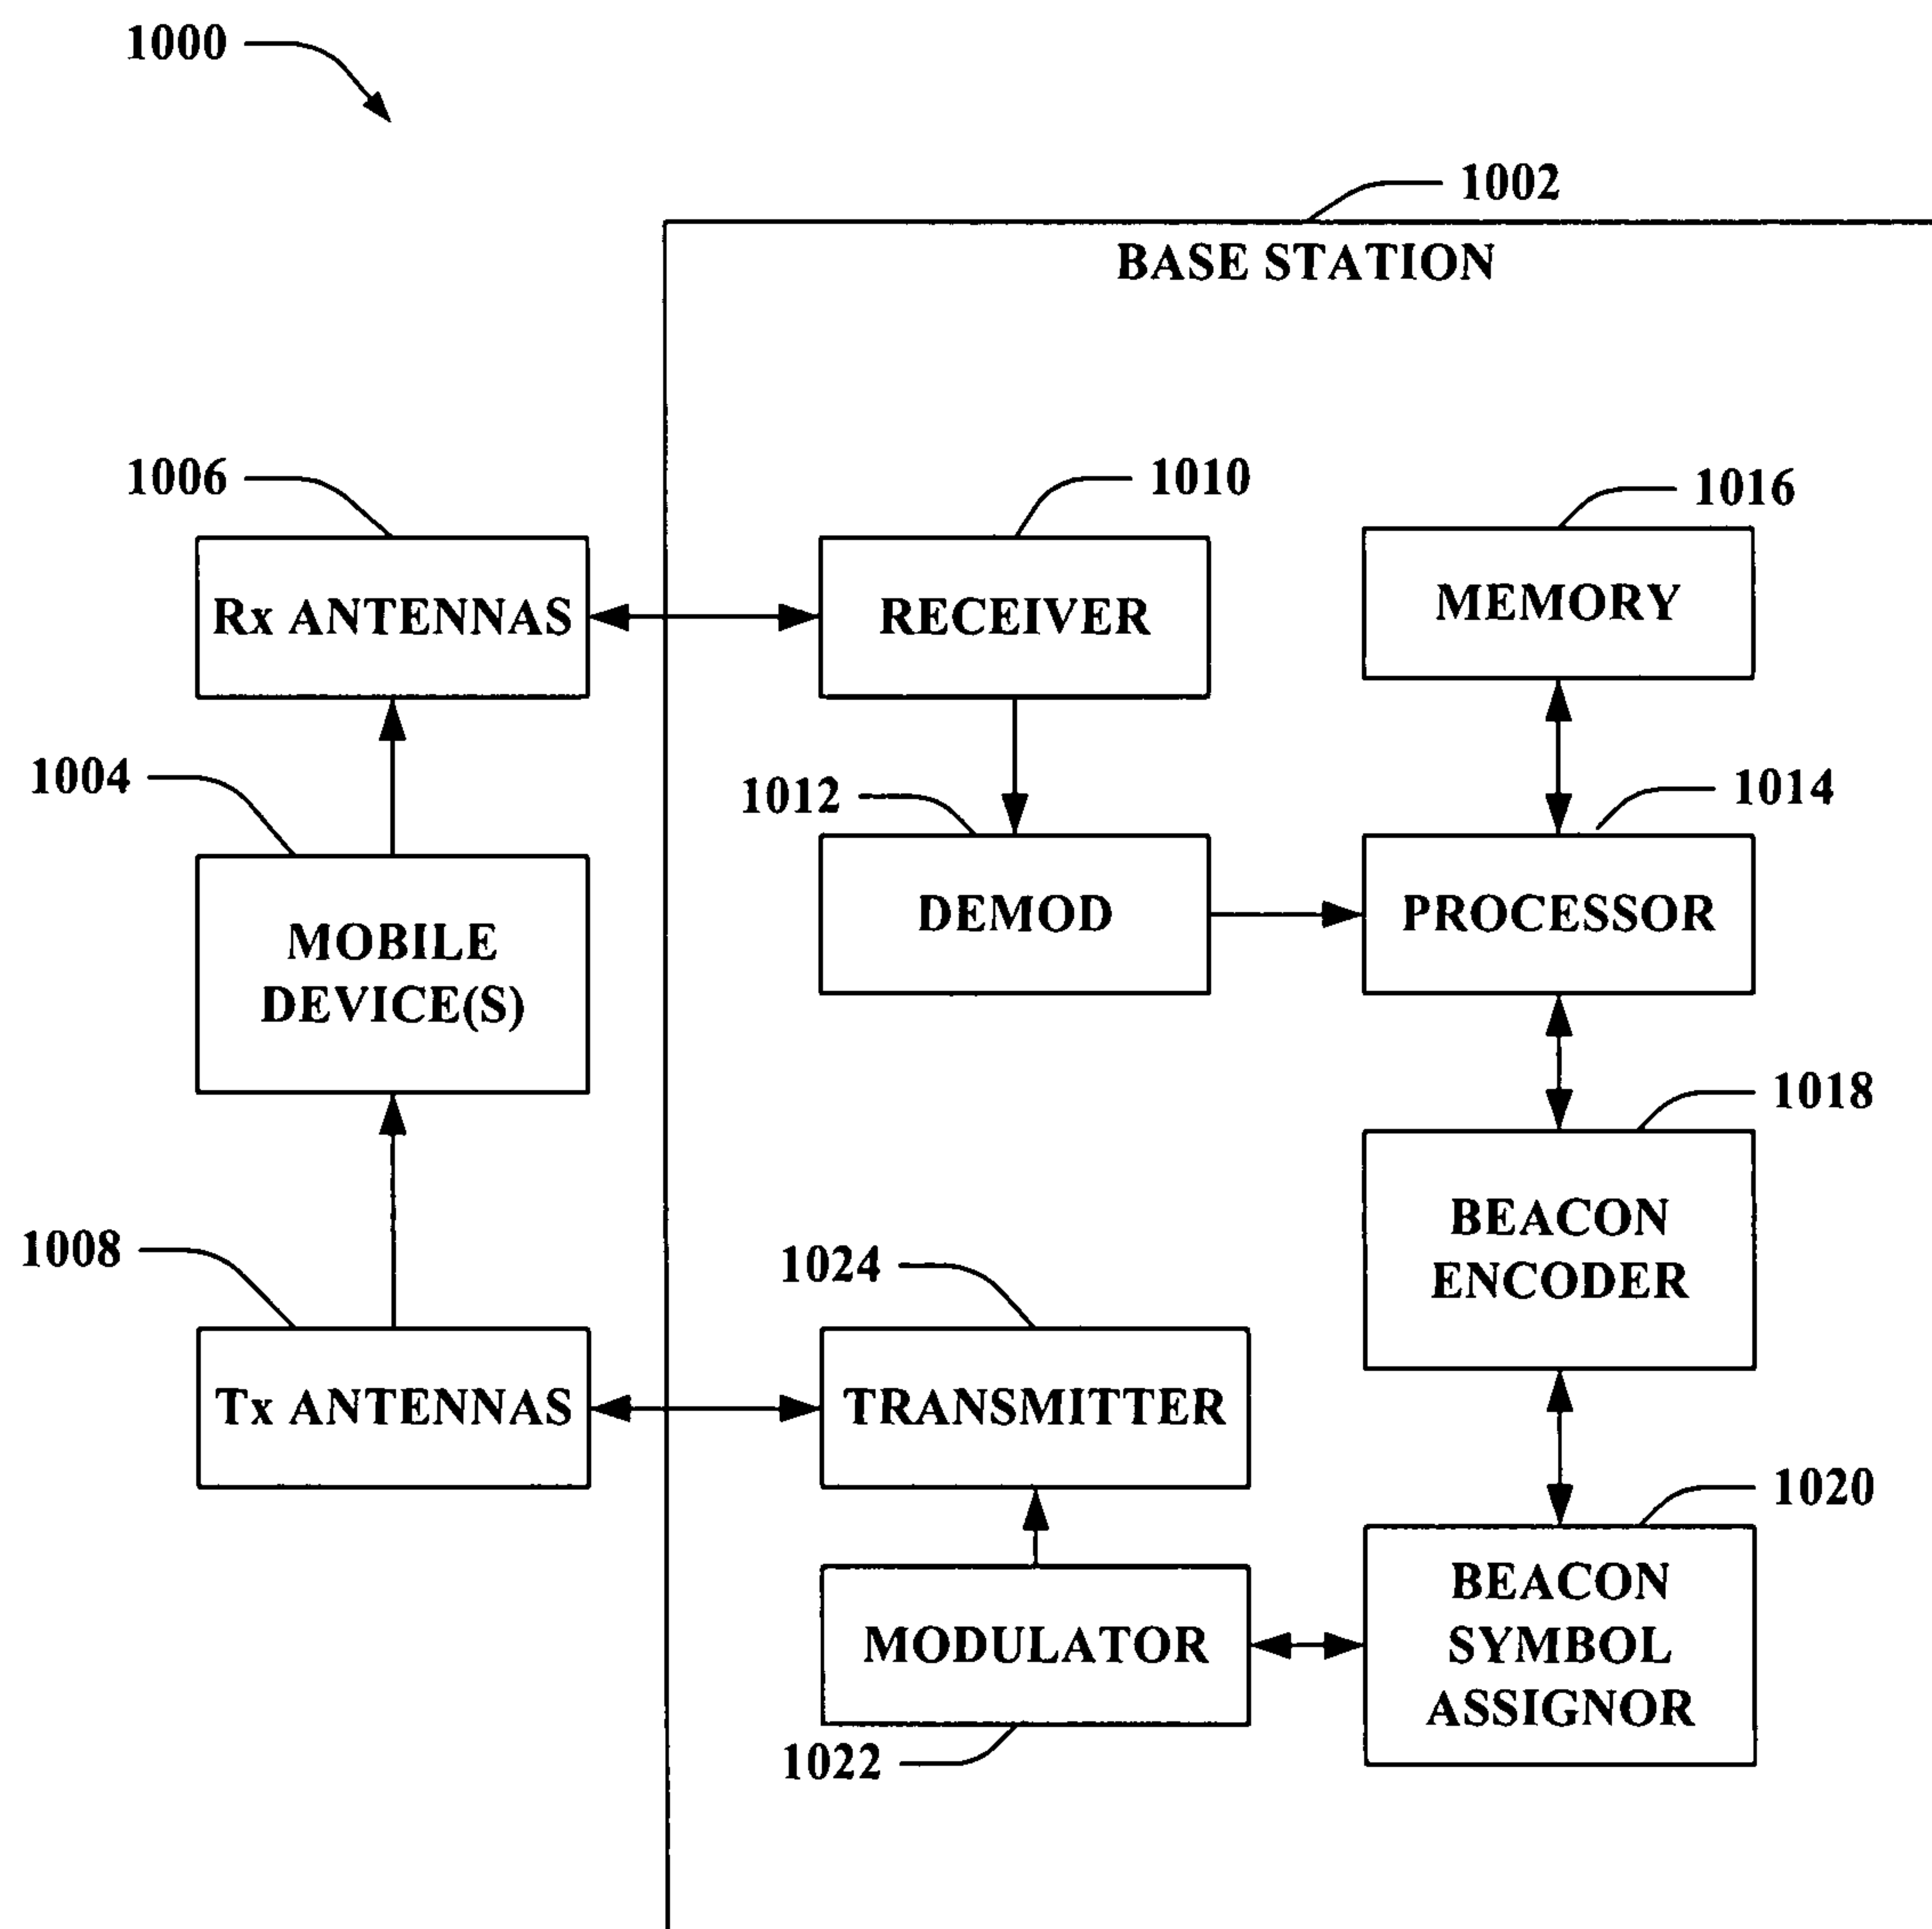 1000
1002
BASE STATION
1006
1010
1016
Rx ANTENNAS
RECEIVER
MEMORY
1004
1012
1014
MOBILE
DEVICE(S)
DEMOD
PROCESSOR
1018
1008
1024
BEACON
ENCODER
Tx ANTENNAS
TRANSMITTER
1020
MODULATOR
BEACON
SYMBOL
ASSIGNOR
1022